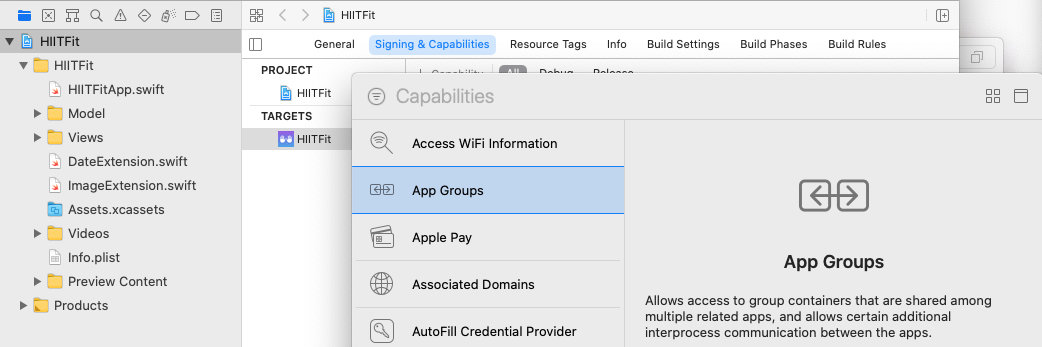 HIITFit
HIITFit
General
Signing & Capabilities
Resource Tags
Info
Build Settings
Build Phases
Build Rules
HIITFit
HIITFitApp.swift
Model
Views
DateExtension.swift
ImageExtension.swift
Assets.xcassets
Videos
Info.plist
Preview Content
Products
PROJECT
HIITFit
TARGETS
HIITFit
+ Capability
All
Debug
Release
Capabilities
Access WiFi Information
App Groups
Apple Pay
Associated Domains
AutoFill Credential Provider
App Groups
Allows access to group containers that are shared among
multiple related apps, and allows certain additional
interprocess communication between the apps.